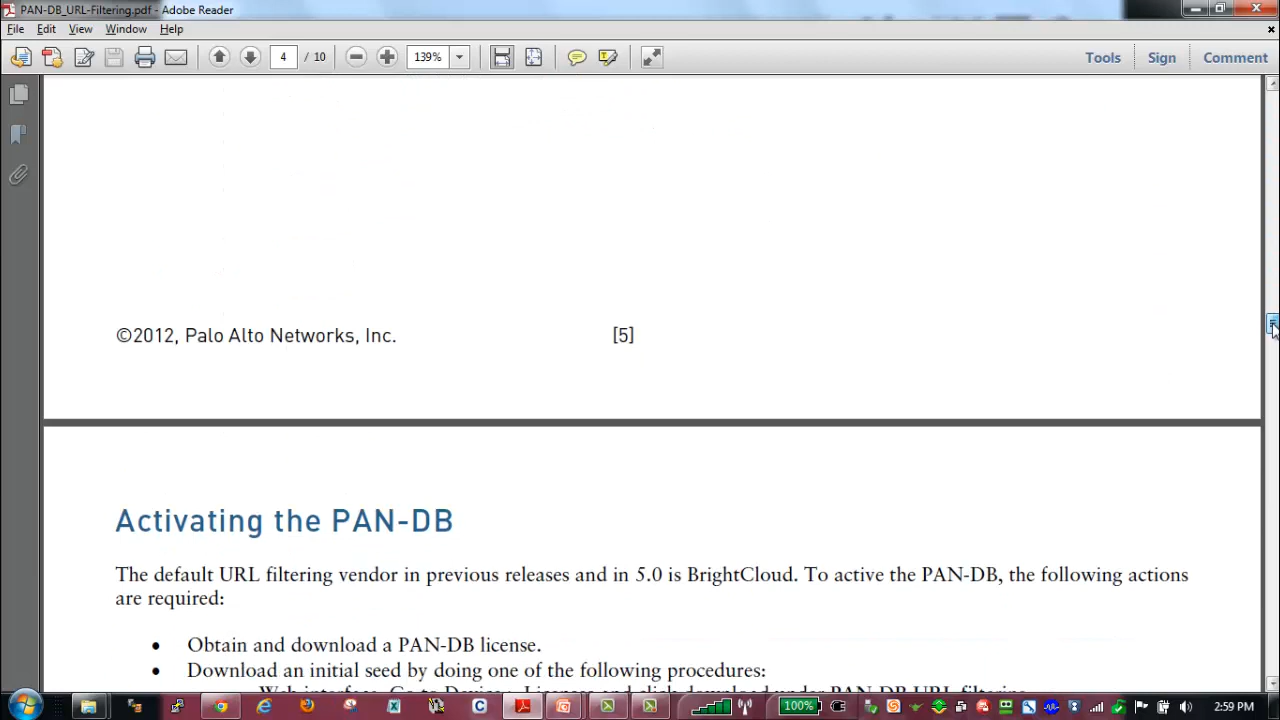 PAN-DB_URL-Filtering.pdf - Adobe Reader
File Edit View Window Help
4 / 10 139% Tools Sign Comment
©2012, Palo Alto Networks, Inc. [5]
Activating the PAN-DB
The default URL filtering vendor in previous releases and in 5.0 is BrightCloud. To active the PAN-DB, the following actions
are required:
• Obtain and download a PAN-DB license.
• Download an initial seed by doing one of the following procedures:
100% 2:59 PM